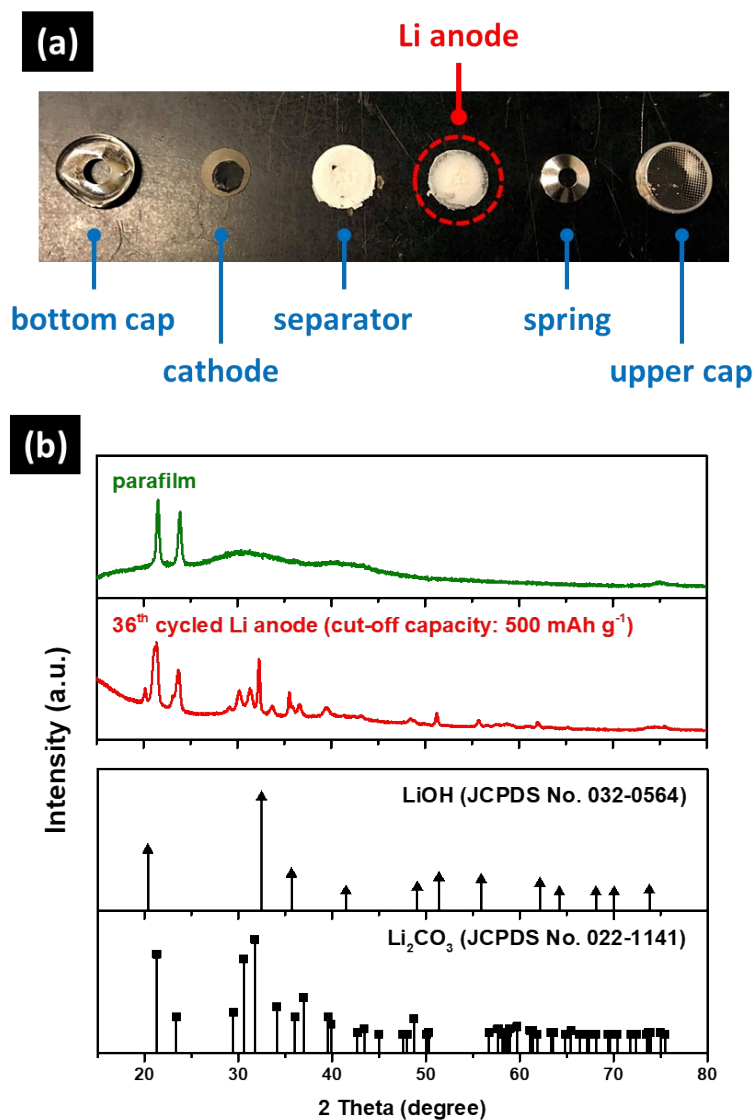 (a)
Li anode
bottom cap
cathode
separator
spring
upper cap
(b)
parafilm
36th cycled Li anode (cut-off capacity: 500 mAh g-1)
LiOH (JCPDS No. 032-0564)
Li2CO3 (JCPDS No. 022-1141)
Intensity (a.u.)
20 30 40 50 60 70 80
2 Theta (degree)